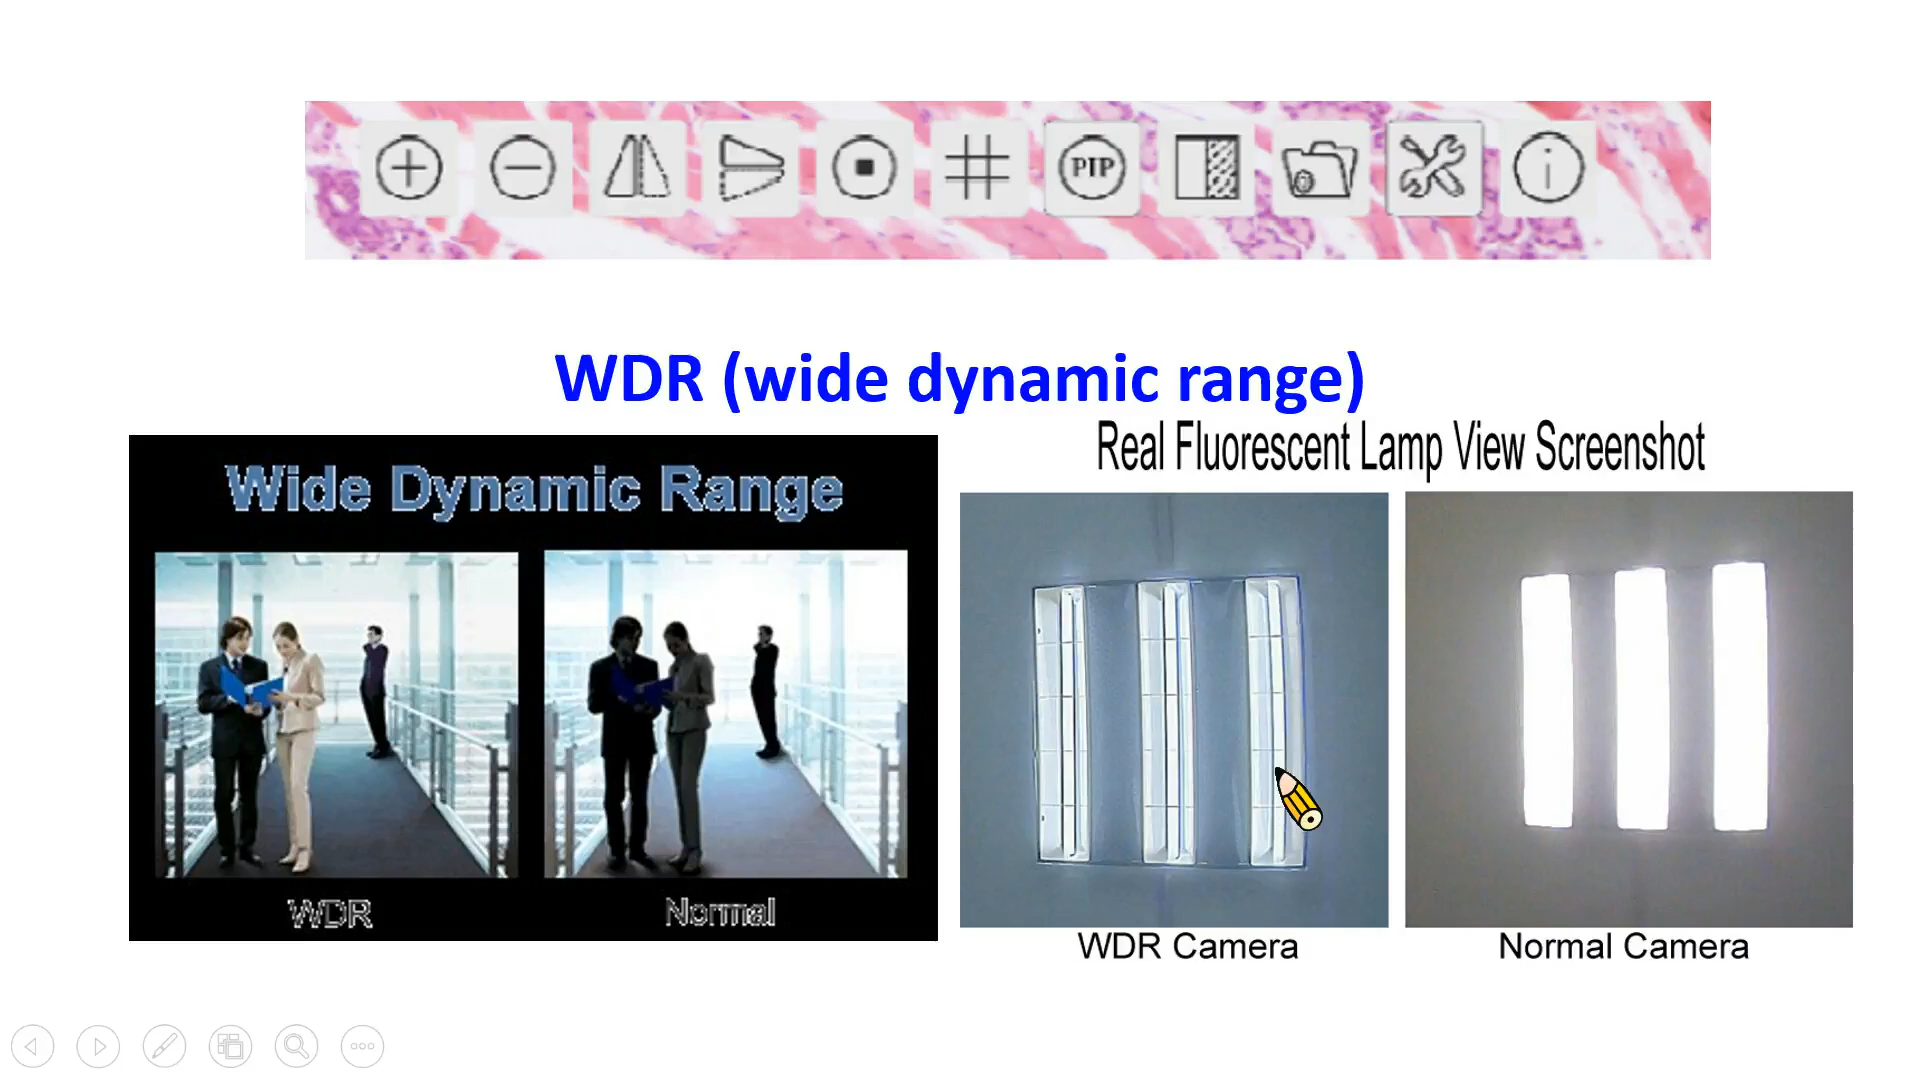 PIP
WDR (wide dynamic range)
Wide Dynamic Range
WDR
Normal
Real Fluorescent Lamp View Screenshot
WDR Camera
Normal Camera